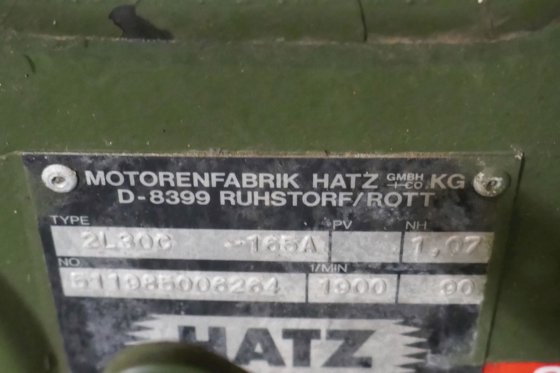 MOTORENFABRIK HATZ GMBH + CO KG
D-8399 RUHSTORF/ROTT
TYPE PV NH
2L30C -165A 1,07
NO. 1/MIN
511985006264 1900 90
HATZ